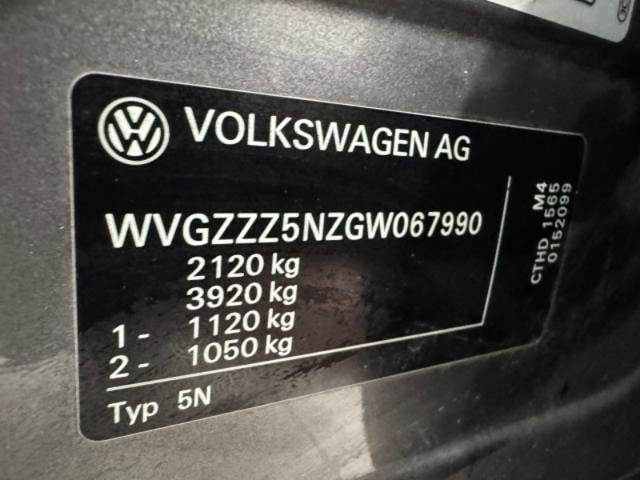 VOLKSWAGEN AG
WVGZZZ5NZGW067990
2120 kg
3920 kg
1 - 1120 kg
2 - 1050 kg
Typ 5N
M4
CTHD 1565
0152099